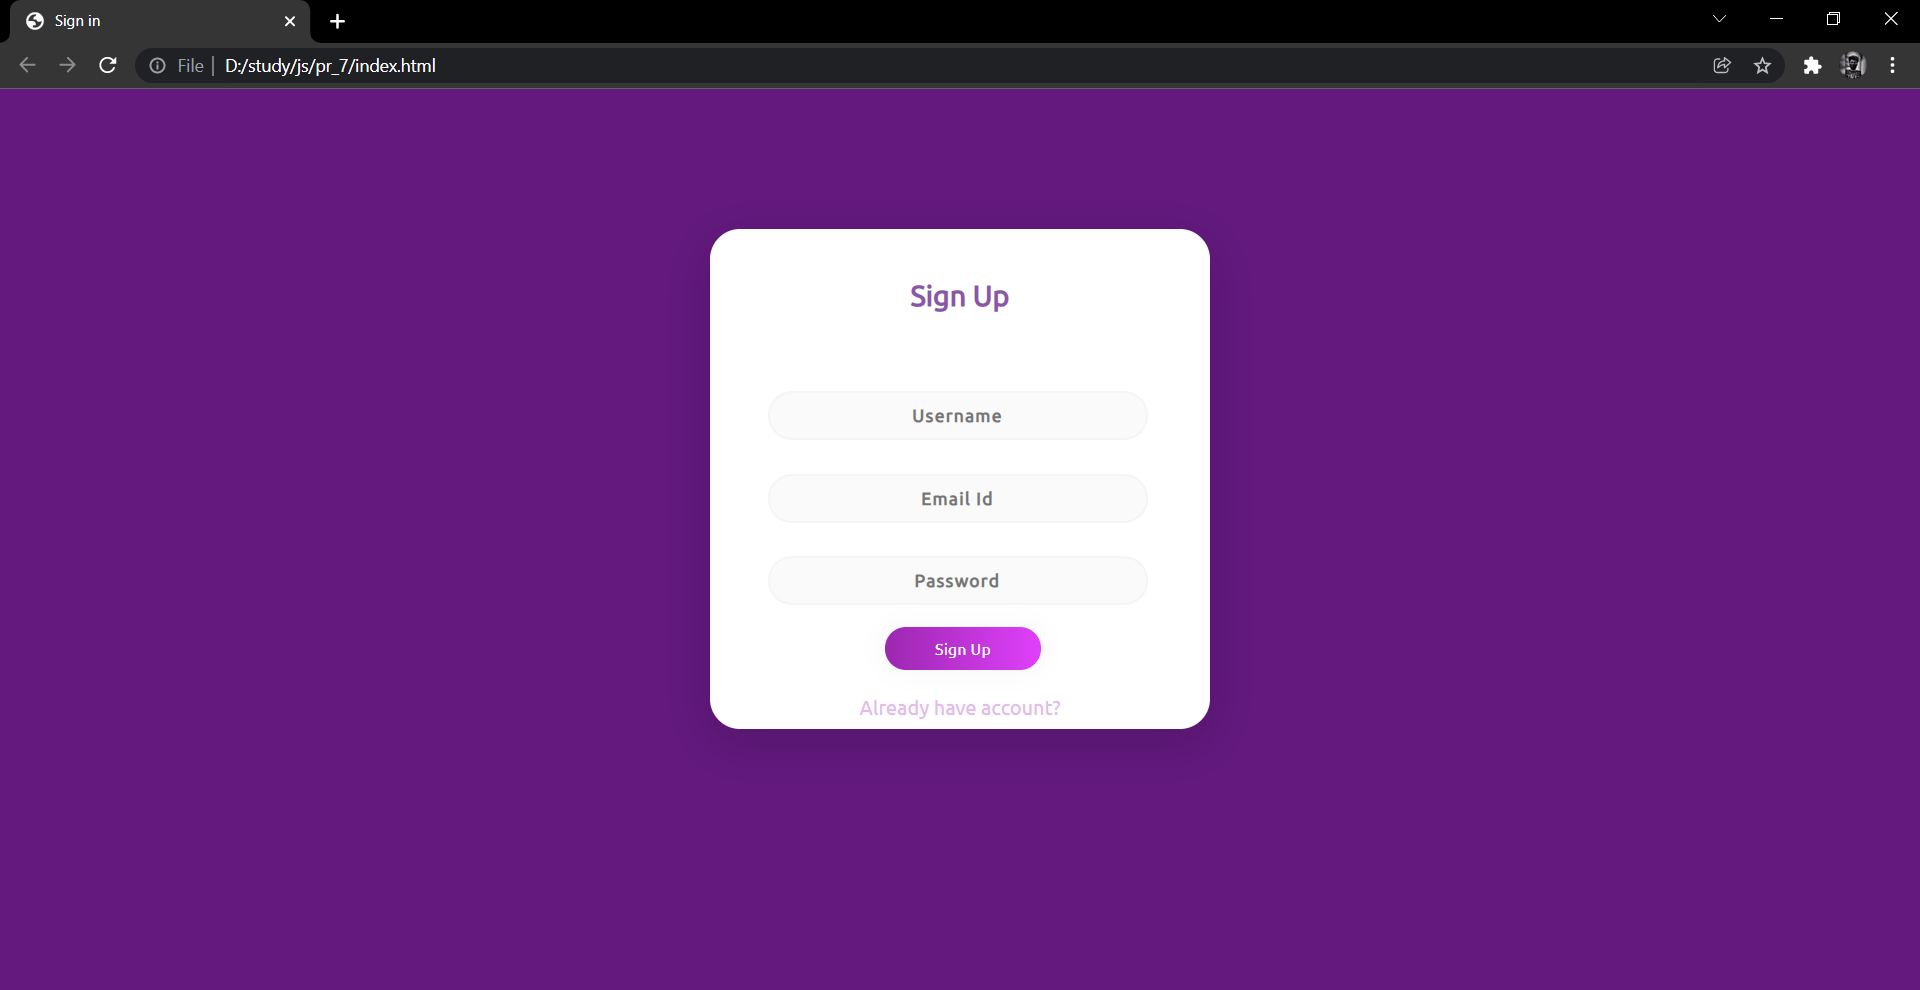 Sign in
File | D:/study/js/pr_7/index.html
Sign Up
Username
Email Id
Password
Sign Up
Already have account?